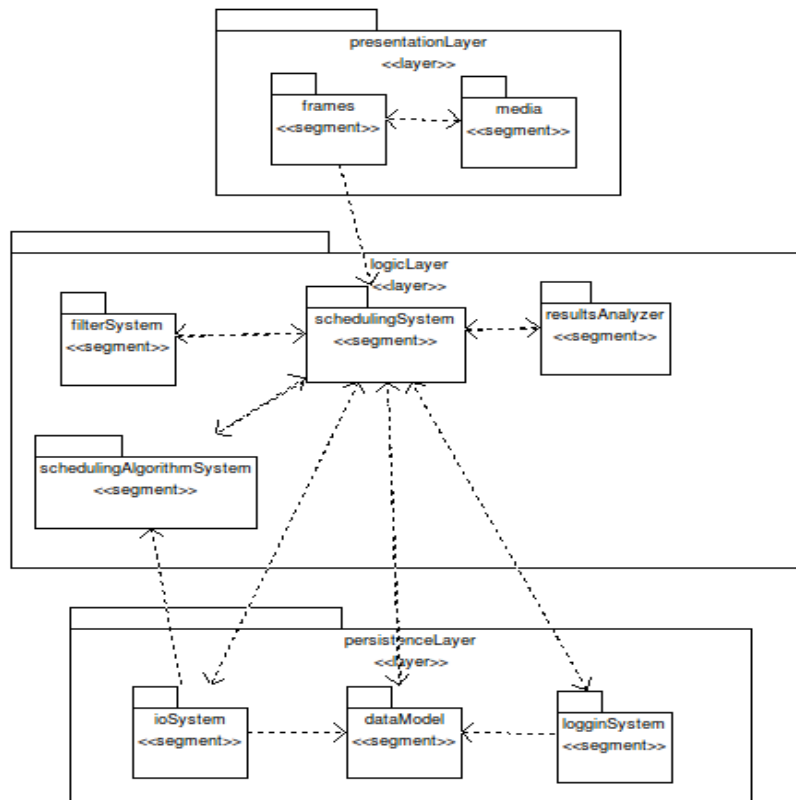 presentationLayer
<<layer>>
frames
<<segment>>
media
<<segment>>
logicLayer
<<layer>>
filterSystem
<<segment>>
schedulingSystem
<<segment>>
resultsAnalyzer
<<segment>>
schedulingAlgorithmSystem
<<segment>>
persistenceLayer
<<layer>>
ioSystem
<<segment>>
dataModel
<<segment>>
logginSystem
<<segment>>